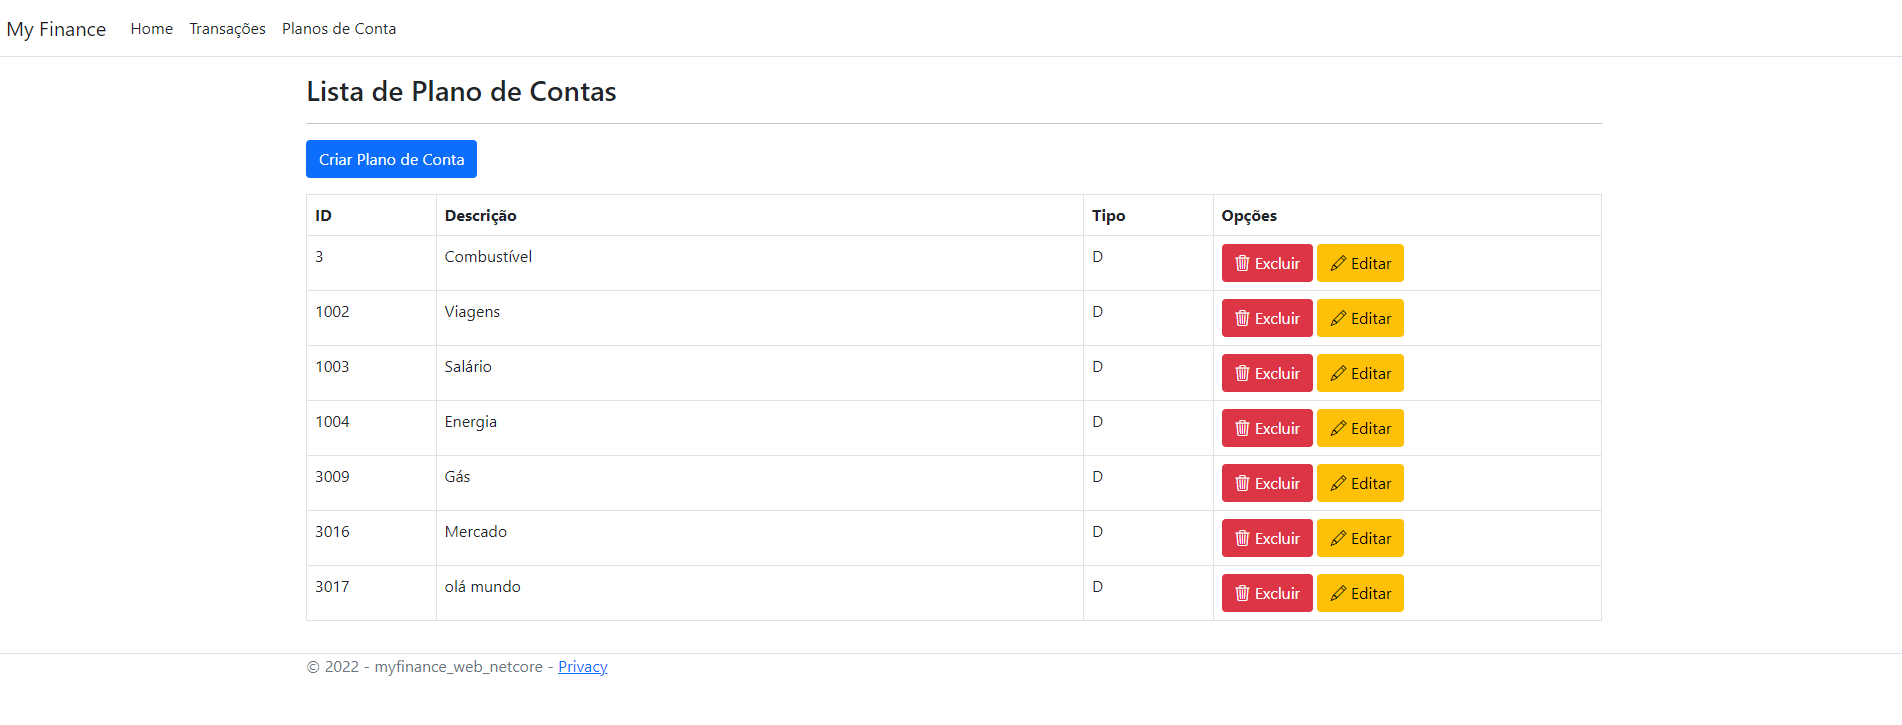 My Finance Home Transações Planos de Conta
Lista de Plano de Contas
Criar Plano de Conta
ID Descrição Tipo Opções
3 Combustível D Excluir Editar
1002 Viagens D Excluir Editar
1003 Salário D Excluir Editar
1004 Energia D Excluir Editar
3009 Gás D Excluir Editar
3016 Mercado D Excluir Editar
3017 olá mundo D Excluir Editar
© 2022 - myfinance_web_netcore - Privacy